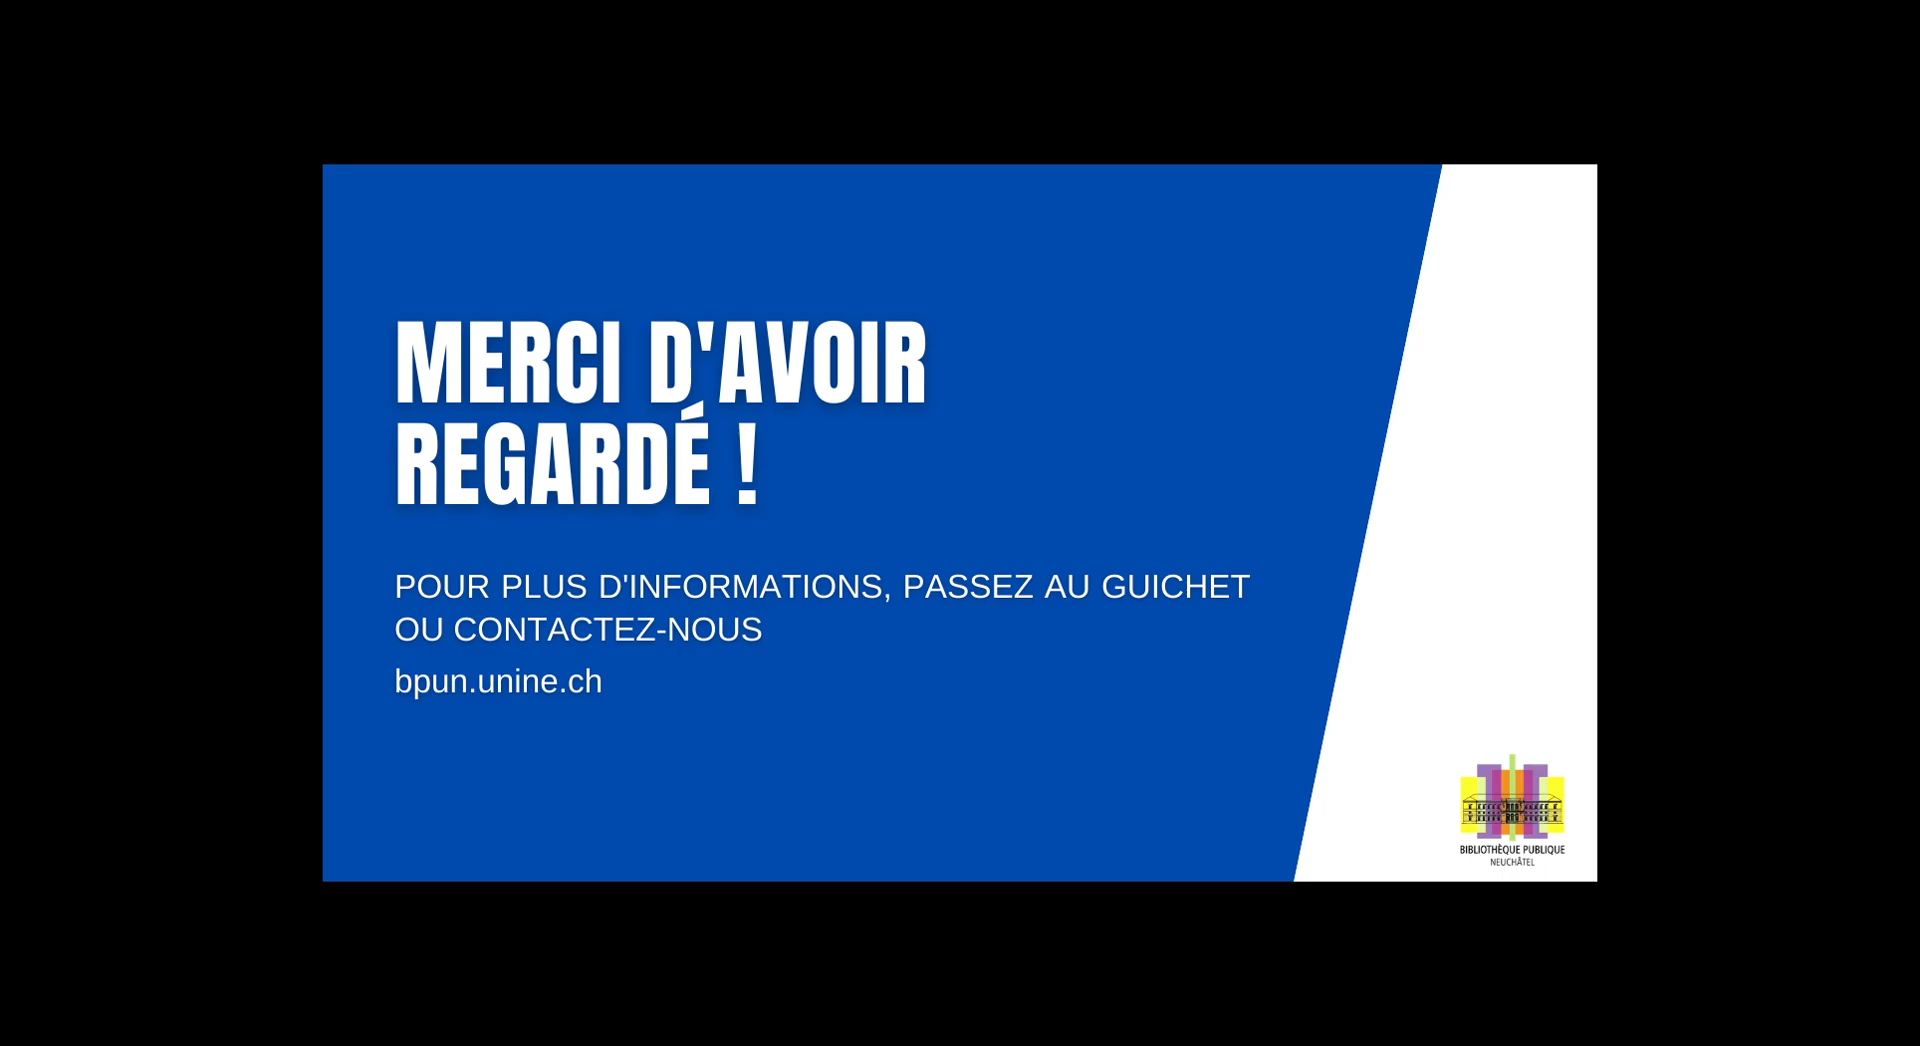 MERCI D'AVOIR
REGARDÉ !
POUR PLUS D'INFORMATIONS, PASSEZ AU GUICHET
OU CONTACTEZ-NOUS
bpun.unine.ch
BIBLIOTHÈQUE PUBLIQUE
NEUCHÂTEL